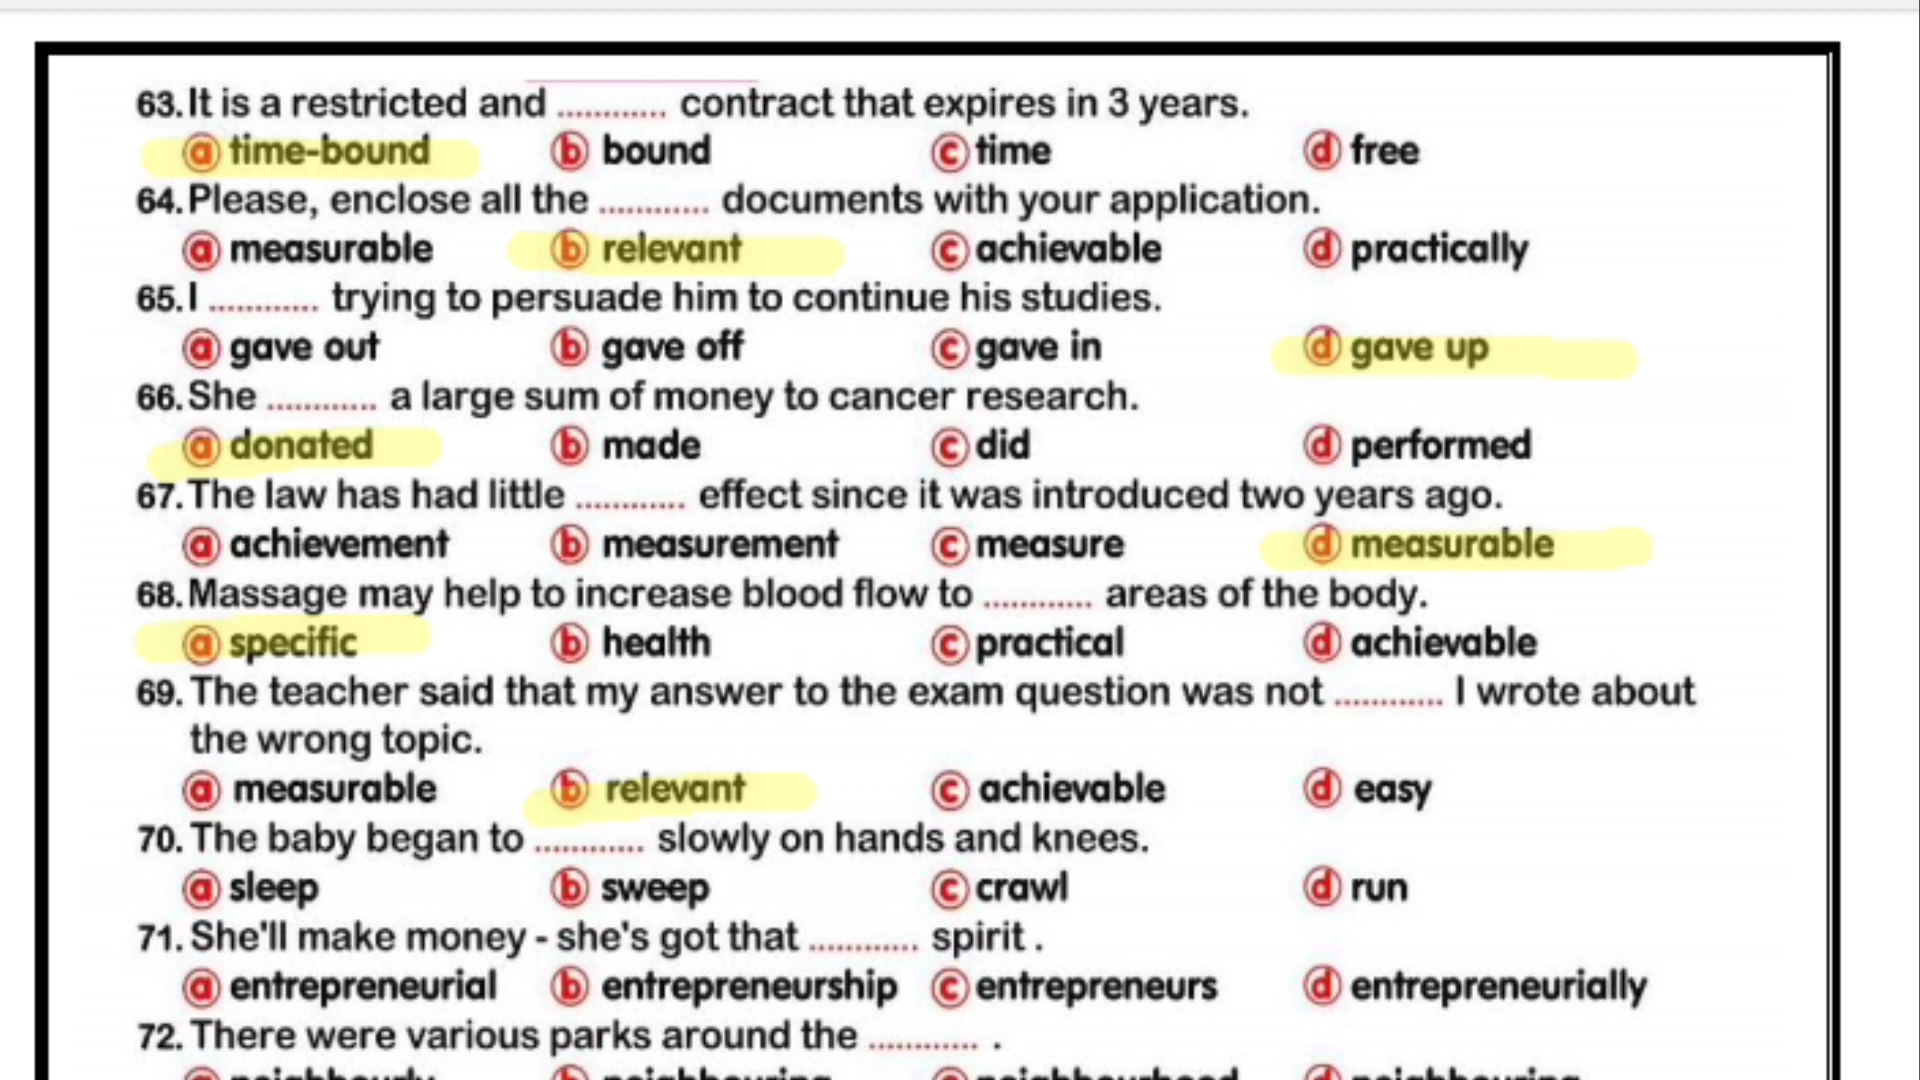 63. It is a restricted and ............ contract that expires in 3 years.
ⓐ time-bound ⓑ bound ⓒ time ⓓ free
64. Please, enclose all the ............ documents with your application.
ⓐ measurable ⓑ relevant ⓒ achievable ⓓ practically
65. I ............ trying to persuade him to continue his studies.
ⓐ gave out ⓑ gave off ⓒ gave in ⓓ gave up
66. She ............ a large sum of money to cancer research.
ⓐ donated ⓑ made ⓒ did ⓓ performed
67. The law has had little ............ effect since it was introduced two years ago.
ⓐ achievement ⓑ measurement ⓒ measure ⓓ measurable
68. Massage may help to increase blood flow to ............ areas of the body.
ⓐ specific ⓑ health ⓒ practical ⓓ achievable
69. The teacher said that my answer to the exam question was not ............ I wrote about
the wrong topic.
ⓐ measurable ⓑ relevant ⓒ achievable ⓓ easy
70. The baby began to ............ slowly on hands and knees.
ⓐ sleep ⓑ sweep ⓒ crawl ⓓ run
71. She'll make money - she's got that ............ spirit .
ⓐ entrepreneurial ⓑ entrepreneurship ⓒ entrepreneurs ⓓ entrepreneurially
72. There were various parks around the ............ .